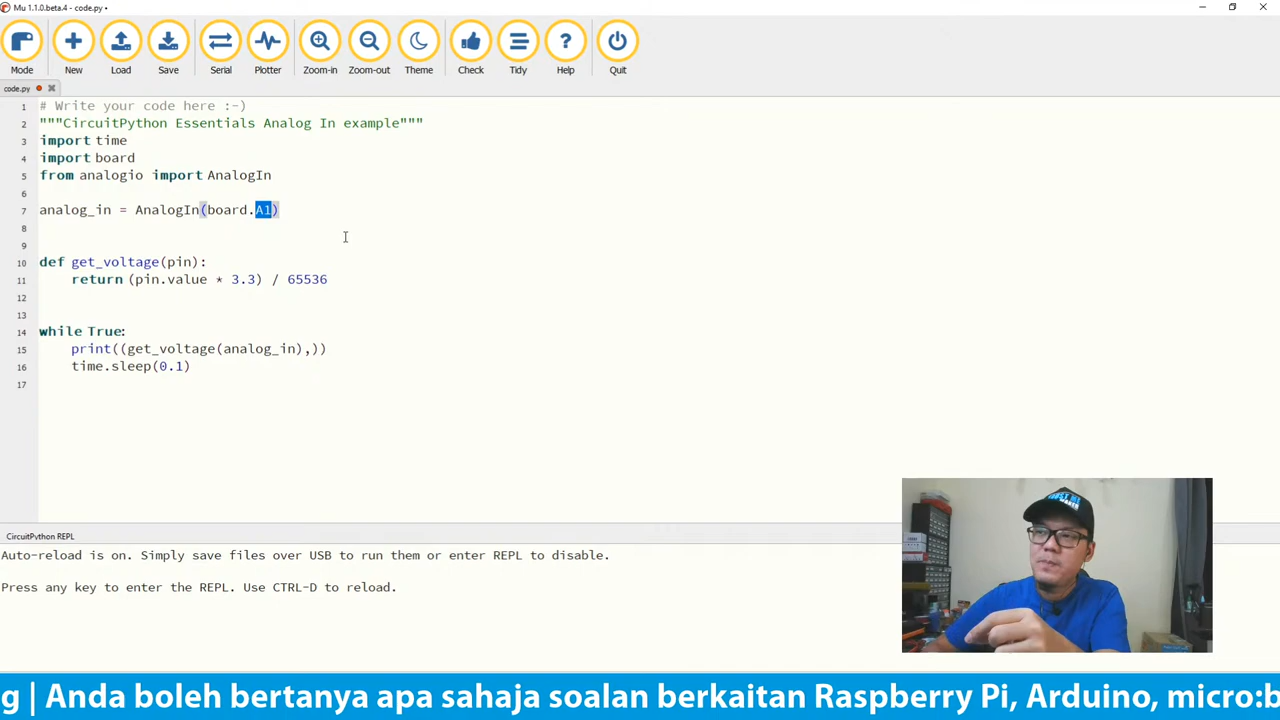 Mu 1.1.0.beta.4 - code.py •
Mode New Load Save Serial Plotter Zoom-in Zoom-out Theme Check Tidy Help Quit
code.py
1 # Write your code here :-)
2 """CircuitPython Essentials Analog In example"""
3 import time
4 import board
5 from analogio import AnalogIn
6
7 analog_in = AnalogIn(board.A1)
8
9
10 def get_voltage(pin):
11     return (pin.value * 3.3) / 65536
12
13
14 while True:
15     print((get_voltage(analog_in),))
16     time.sleep(0.1)
17
CircuitPython REPL
Auto-reload is on. Simply save files over USB to run them or enter REPL to disable.
Press any key to enter the REPL. Use CTRL-D to reload.
TRUST ME
g | Anda boleh bertanya apa sahaja soalan berkaitan Raspberry Pi, Arduino, micro:b